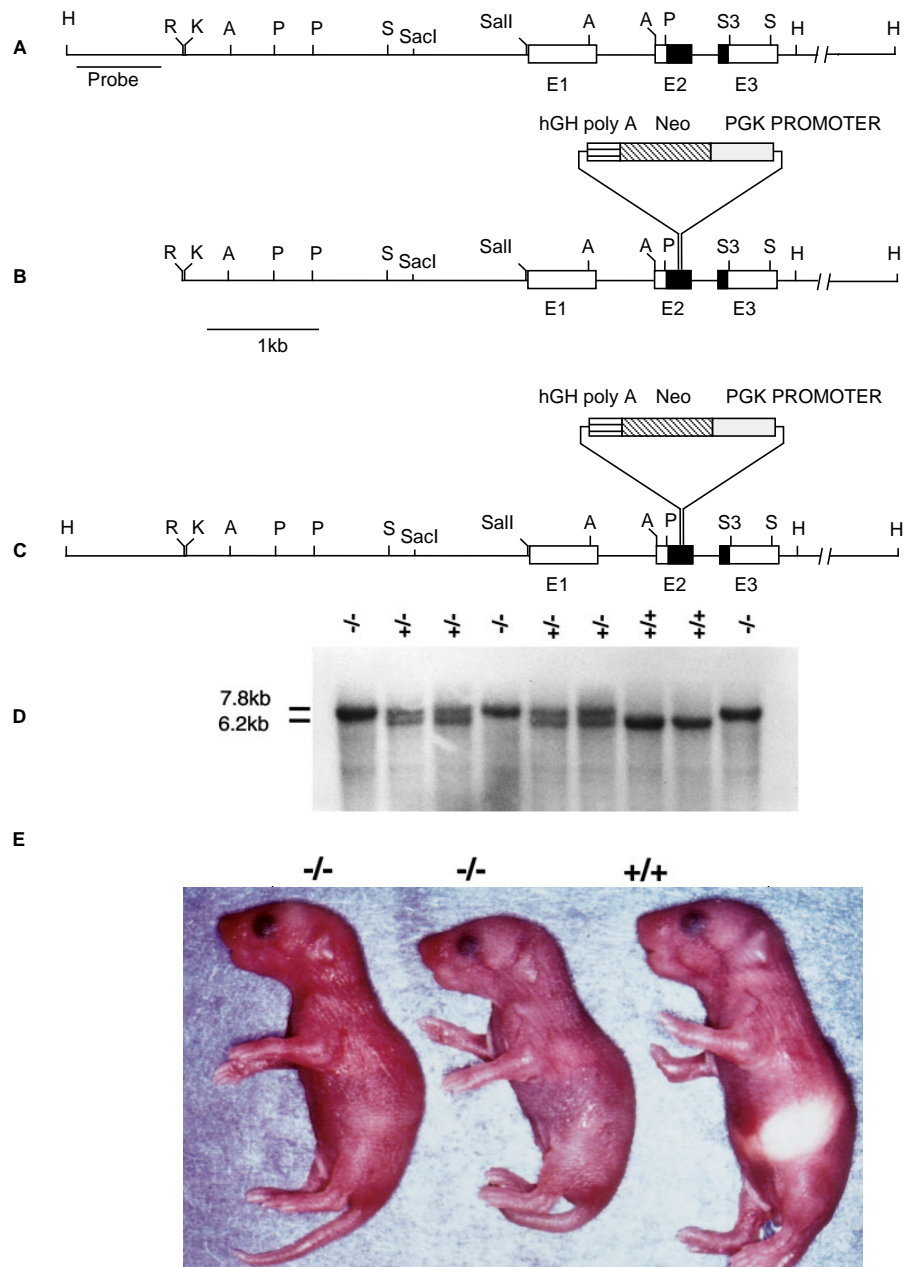 H R K A P P S SacI SalI A A P S3 S H H
A
Probe
E1 E2 E3
hGH poly A Neo PGK PROMOTER
R K A P P S SacI SalI A A P S3 S H H
B
E1 E2 E3
1kb
hGH poly A Neo PGK PROMOTER
H R K A P P S SacI SalI A A P S3 S H H
C
E1 E2 E3
-/- +/- +/- -/- +/- +/- +/+ +/+ -/-
D
7.8kb
6.2kb
E
-/- -/- +/+